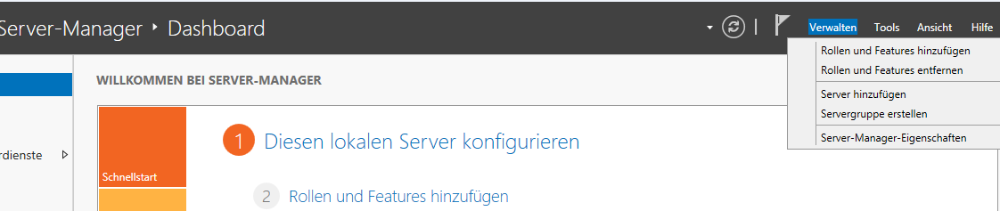 Server-Manager ‣ Dashboard
Verwalten Tools Ansicht Hilfe
Rollen und Features hinzufügen
Rollen und Features entfernen
Server hinzufügen
Servergruppe erstellen
Server-Manager-Eigenschaften
WILLKOMMEN BEI SERVER-MANAGER
rdienste
Schnellstart
1 Diesen lokalen Server konfigurieren
2 Rollen und Features hinzufügen